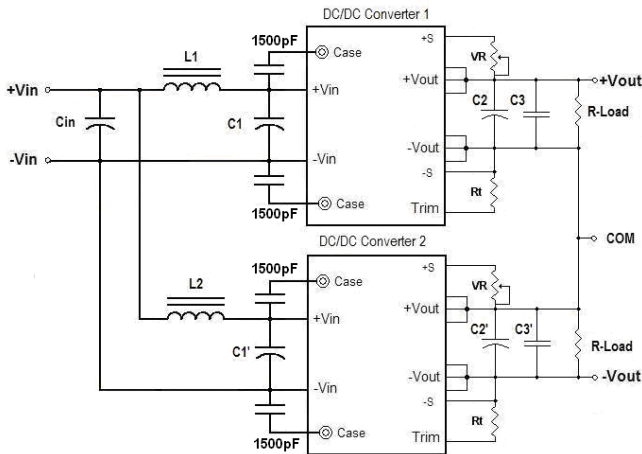 DC/DC Converter 1
1500pF
Case
+S
VR
L1
+Vin
+Vin
+Vout
+Vout
Cin
C1
C2
C3
R-Load
-Vin
-Vin
-Vout
-S
1500pF
Case
Rt
Trim
COM
DC/DC Converter 2
1500pF
Case
+S
VR
L2
+Vin
+Vout
C1'
C2'
C3'
R-Load
-Vin
-Vout
-Vout
-S
1500pF
Case
Rt
Trim